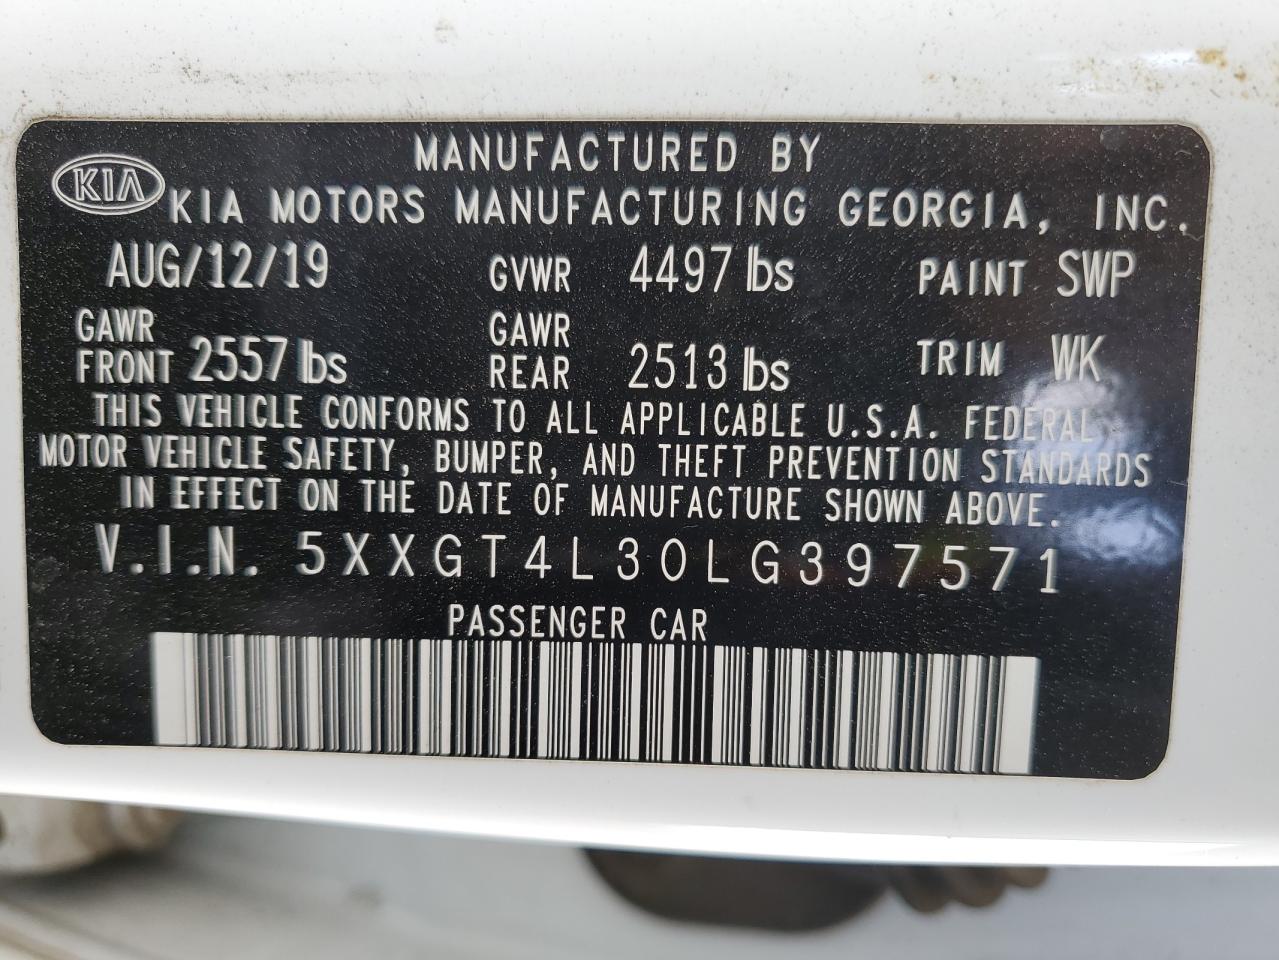 MANUFACTURED BY
KIA KIA MOTORS MANUFACTURING GEORGIA, INC.
AUG/12/19 GVWR 4497 lbs PAINT SWP
GAWR FRONT 2557 lbs GAWR REAR 2513 lbs TRIM WK
THIS VEHICLE CONFORMS TO ALL APPLICABLE U.S.A. FEDERAL
MOTOR VEHICLE SAFETY, BUMPER, AND THEFT PREVENTION STANDARDS
IN EFFECT ON THE DATE OF MANUFACTURE SHOWN ABOVE.
V.I.N. 5XXGT4L30LG397571
PASSENGER CAR